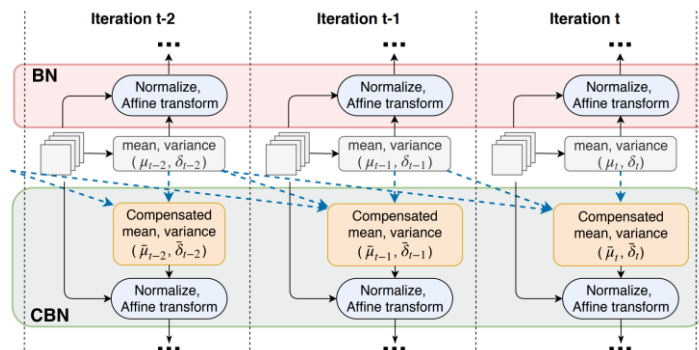 Iteration t-2 Iteration t-1 Iteration t
... ... ...
BN
Normalize, Affine transform
Normalize, Affine transform
Normalize, Affine transform
mean, variance
(μₜ₋₂, δₜ₋₂)
mean, variance
(μₜ₋₁, δₜ₋₁)
mean, variance
(μₜ, δₜ)
Compensated
mean, variance
(μ̄ₜ₋₂, δ̄ₜ₋₂)
Compensated
mean, variance
(μ̄ₜ₋₁, δ̄ₜ₋₁)
Compensated
mean, variance
(μ̄ₜ, δ̄ₜ)
CBN
Normalize,
Affine transform
Normalize,
Affine transform
Normalize,
Affine transform
... ... ...